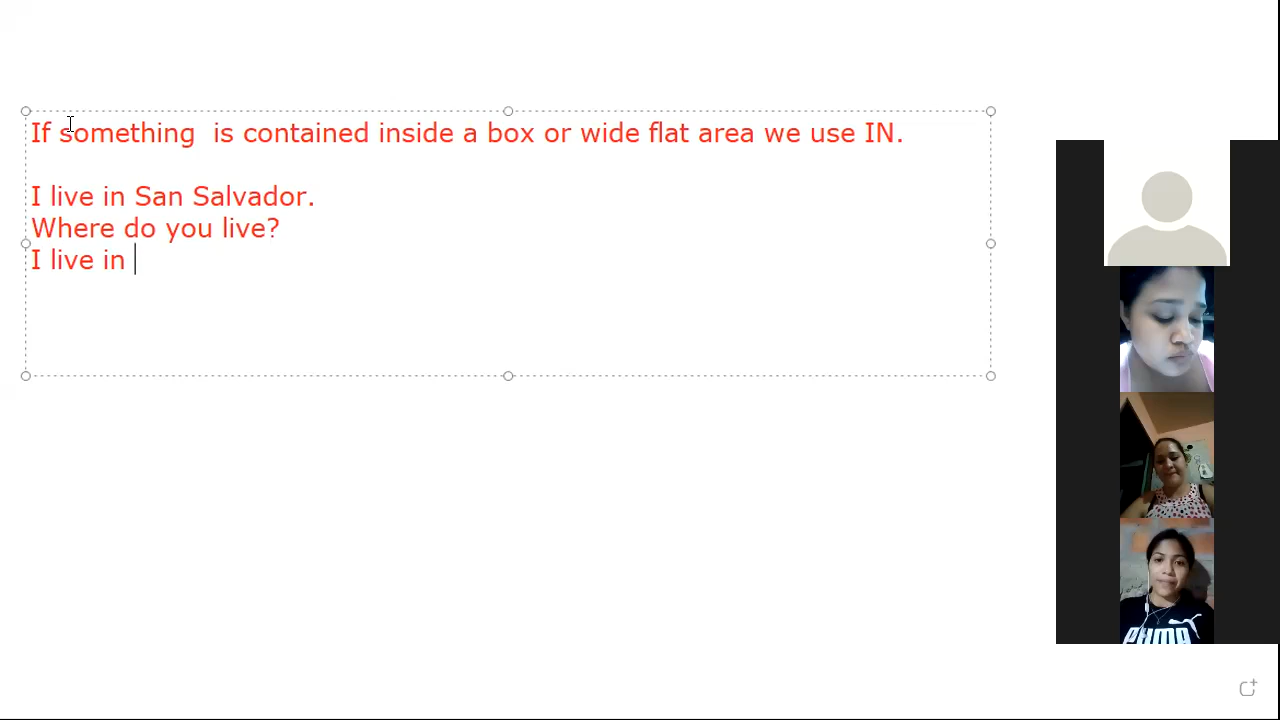 If something  is contained inside a box or wide flat area we use IN.
I live in San Salvador.
Where do you live?
I live in
PUMA